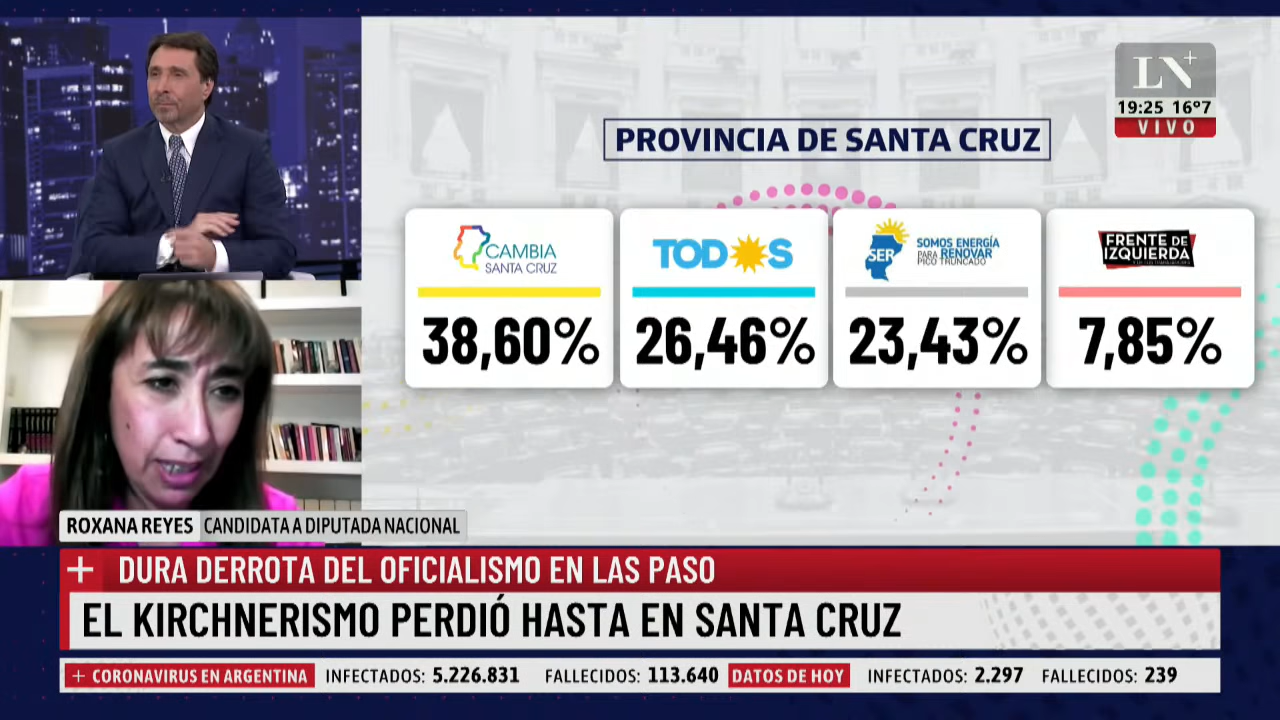 LN+
19:25 16°7
VIVO
PROVINCIA DE SANTA CRUZ
CAMBIA
SANTA CRUZ
38,60%
TODOS
26,46%
SER
SOMOS ENERGÍA
PARA RENOVAR
PICO TRUNCADO
23,43%
FRENTE DE
IZQUIERDA
7,85%
ROXANA REYES CANDIDATA A DIPUTADA NACIONAL
+ DURA DERROTA DEL OFICIALISMO EN LAS PASO
EL KIRCHNERISMO PERDIÓ HASTA EN SANTA CRUZ
+ CORONAVIRUS EN ARGENTINA INFECTADOS: 5.226.831 FALLECIDOS: 113.640 DATOS DE HOY INFECTADOS: 2.297 FALLECIDOS: 239